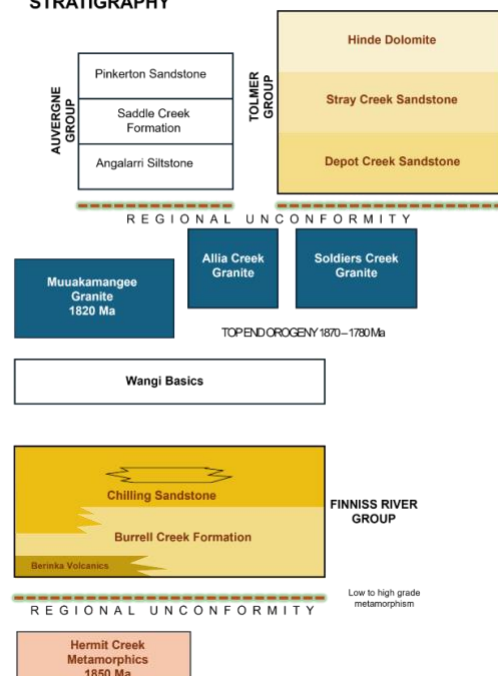 STRATIGRAPHY
AUVERGNE
GROUP
Pinkerton Sandstone
Saddle Creek
Formation
Angalarri Siltstone
TOLMER
GROUP
Hinde Dolomite
Stray Creek Sandstone
Depot Creek Sandstone
REGIONAL UNCONFORMITY
Allia Creek
Granite
Soldiers Creek
Granite
Muuakamangee
Granite
1820 Ma
TOP END OROGENY 1870 – 1780 Ma
Wangi Basics
Chilling Sandstone
Burrell Creek Formation
Berinka Volcanics
FINNISS RIVER
GROUP
Low to high grade
metamorphism
REGIONAL UNCONFORMITY
Hermit Creek
Metamorphics
1850 Ma